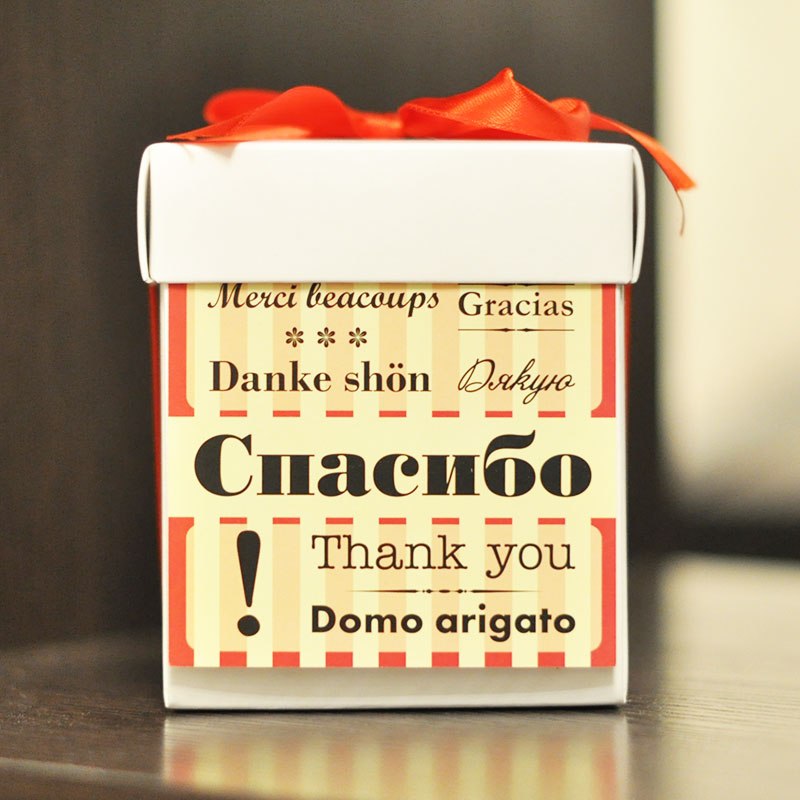 Merci beacoups
Gracias
Danke shön
Дякую
Спасибо
!
Thank you
Domo arigato